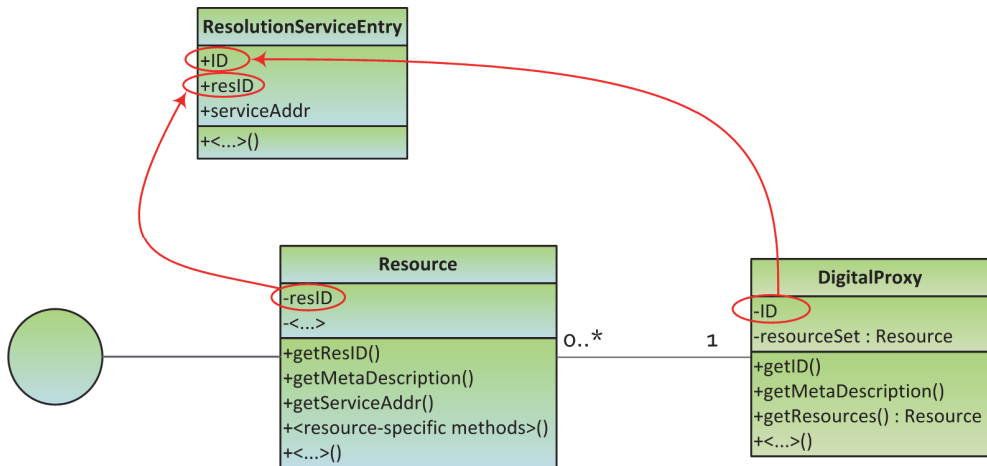 ResolutionServiceEntry
+ID
+resID
+serviceAddr
+<...>()
Resource
-resID
-<...>
+getResID()
+getMetaDescription()
+getServiceAddr()
+<resource-specific methods>()
+<...>()
0..*
1
DigitalProxy
-ID
-resourceSet : Resource
+getID()
+getMetaDescription()
+getResources() : Resource
+<...>()